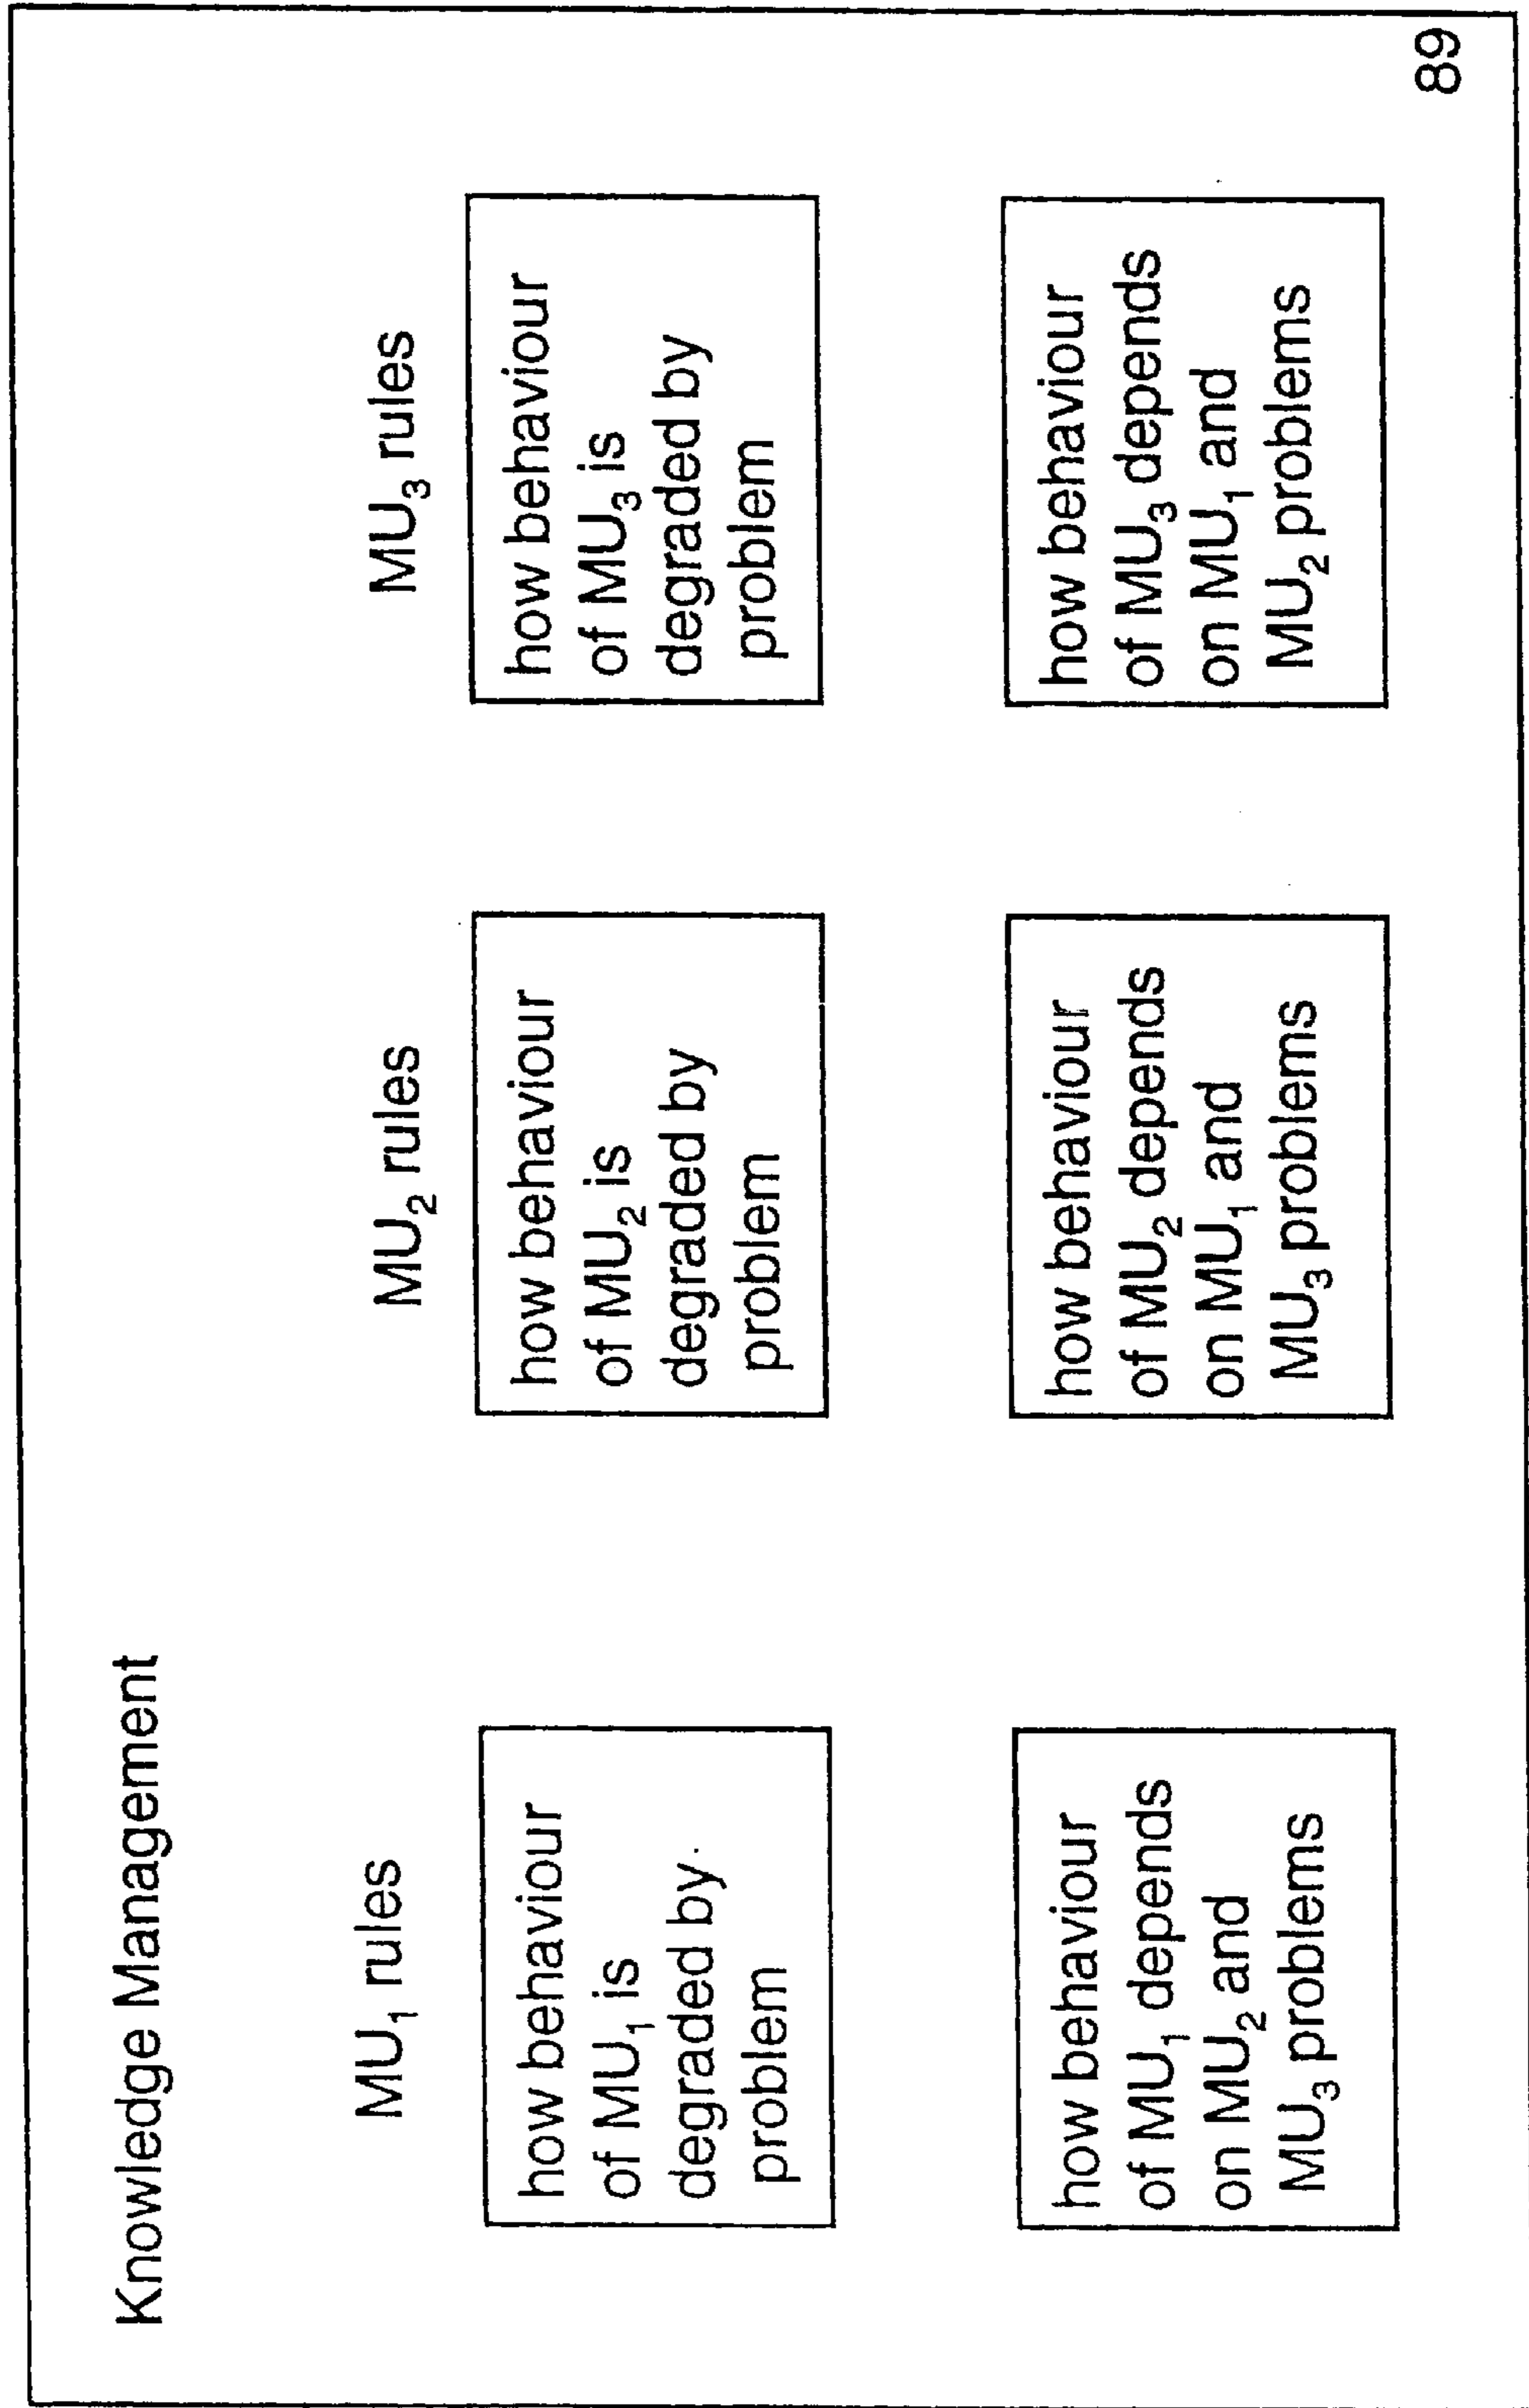 Knowledge Management
MU₁ rules
how behaviour
of MU₁ is
degraded by
problem
how behaviour
of MU₁ depends
on MU₂ and
MU₃ problems
MU₂ rules
how behaviour
of MU₂ is
degraded by
problem
how behaviour
of MU₂ depends
on MU₁ and
MU₃ problems
MU₃ rules
how behaviour
of MU₃ is
degraded by
problem
how behaviour
of MU₃ depends
on MU₁ and
MU₂ problems
89